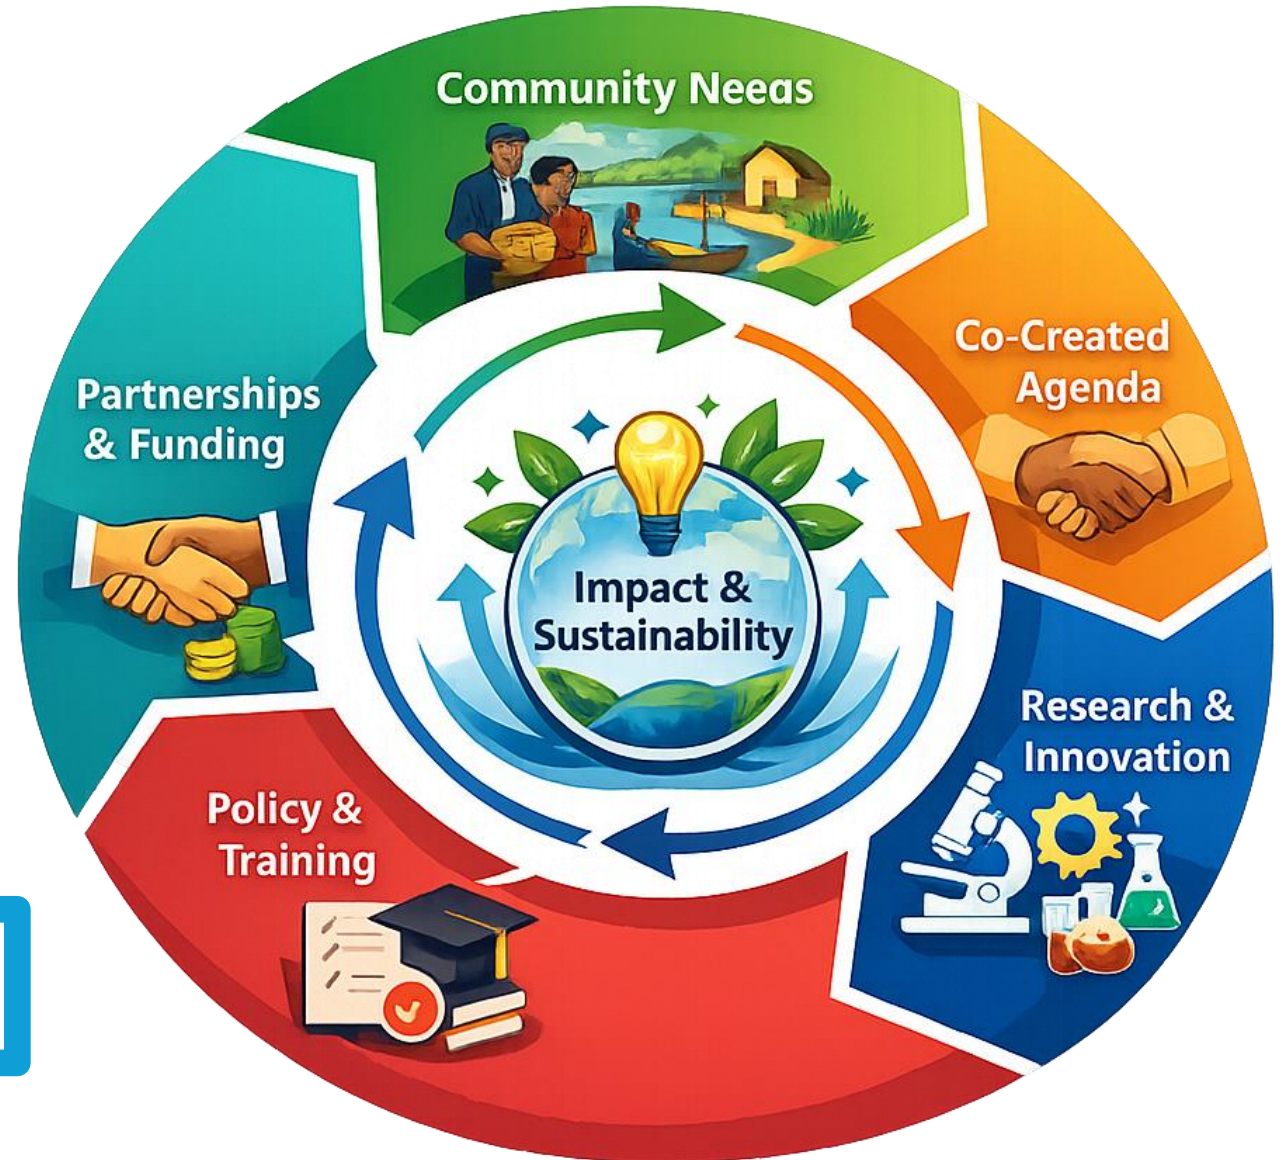 Community Neeas
Co-Created
Agenda
Research &
Innovation
Policy &
Training
Partnerships
& Funding
Impact &
Sustainability